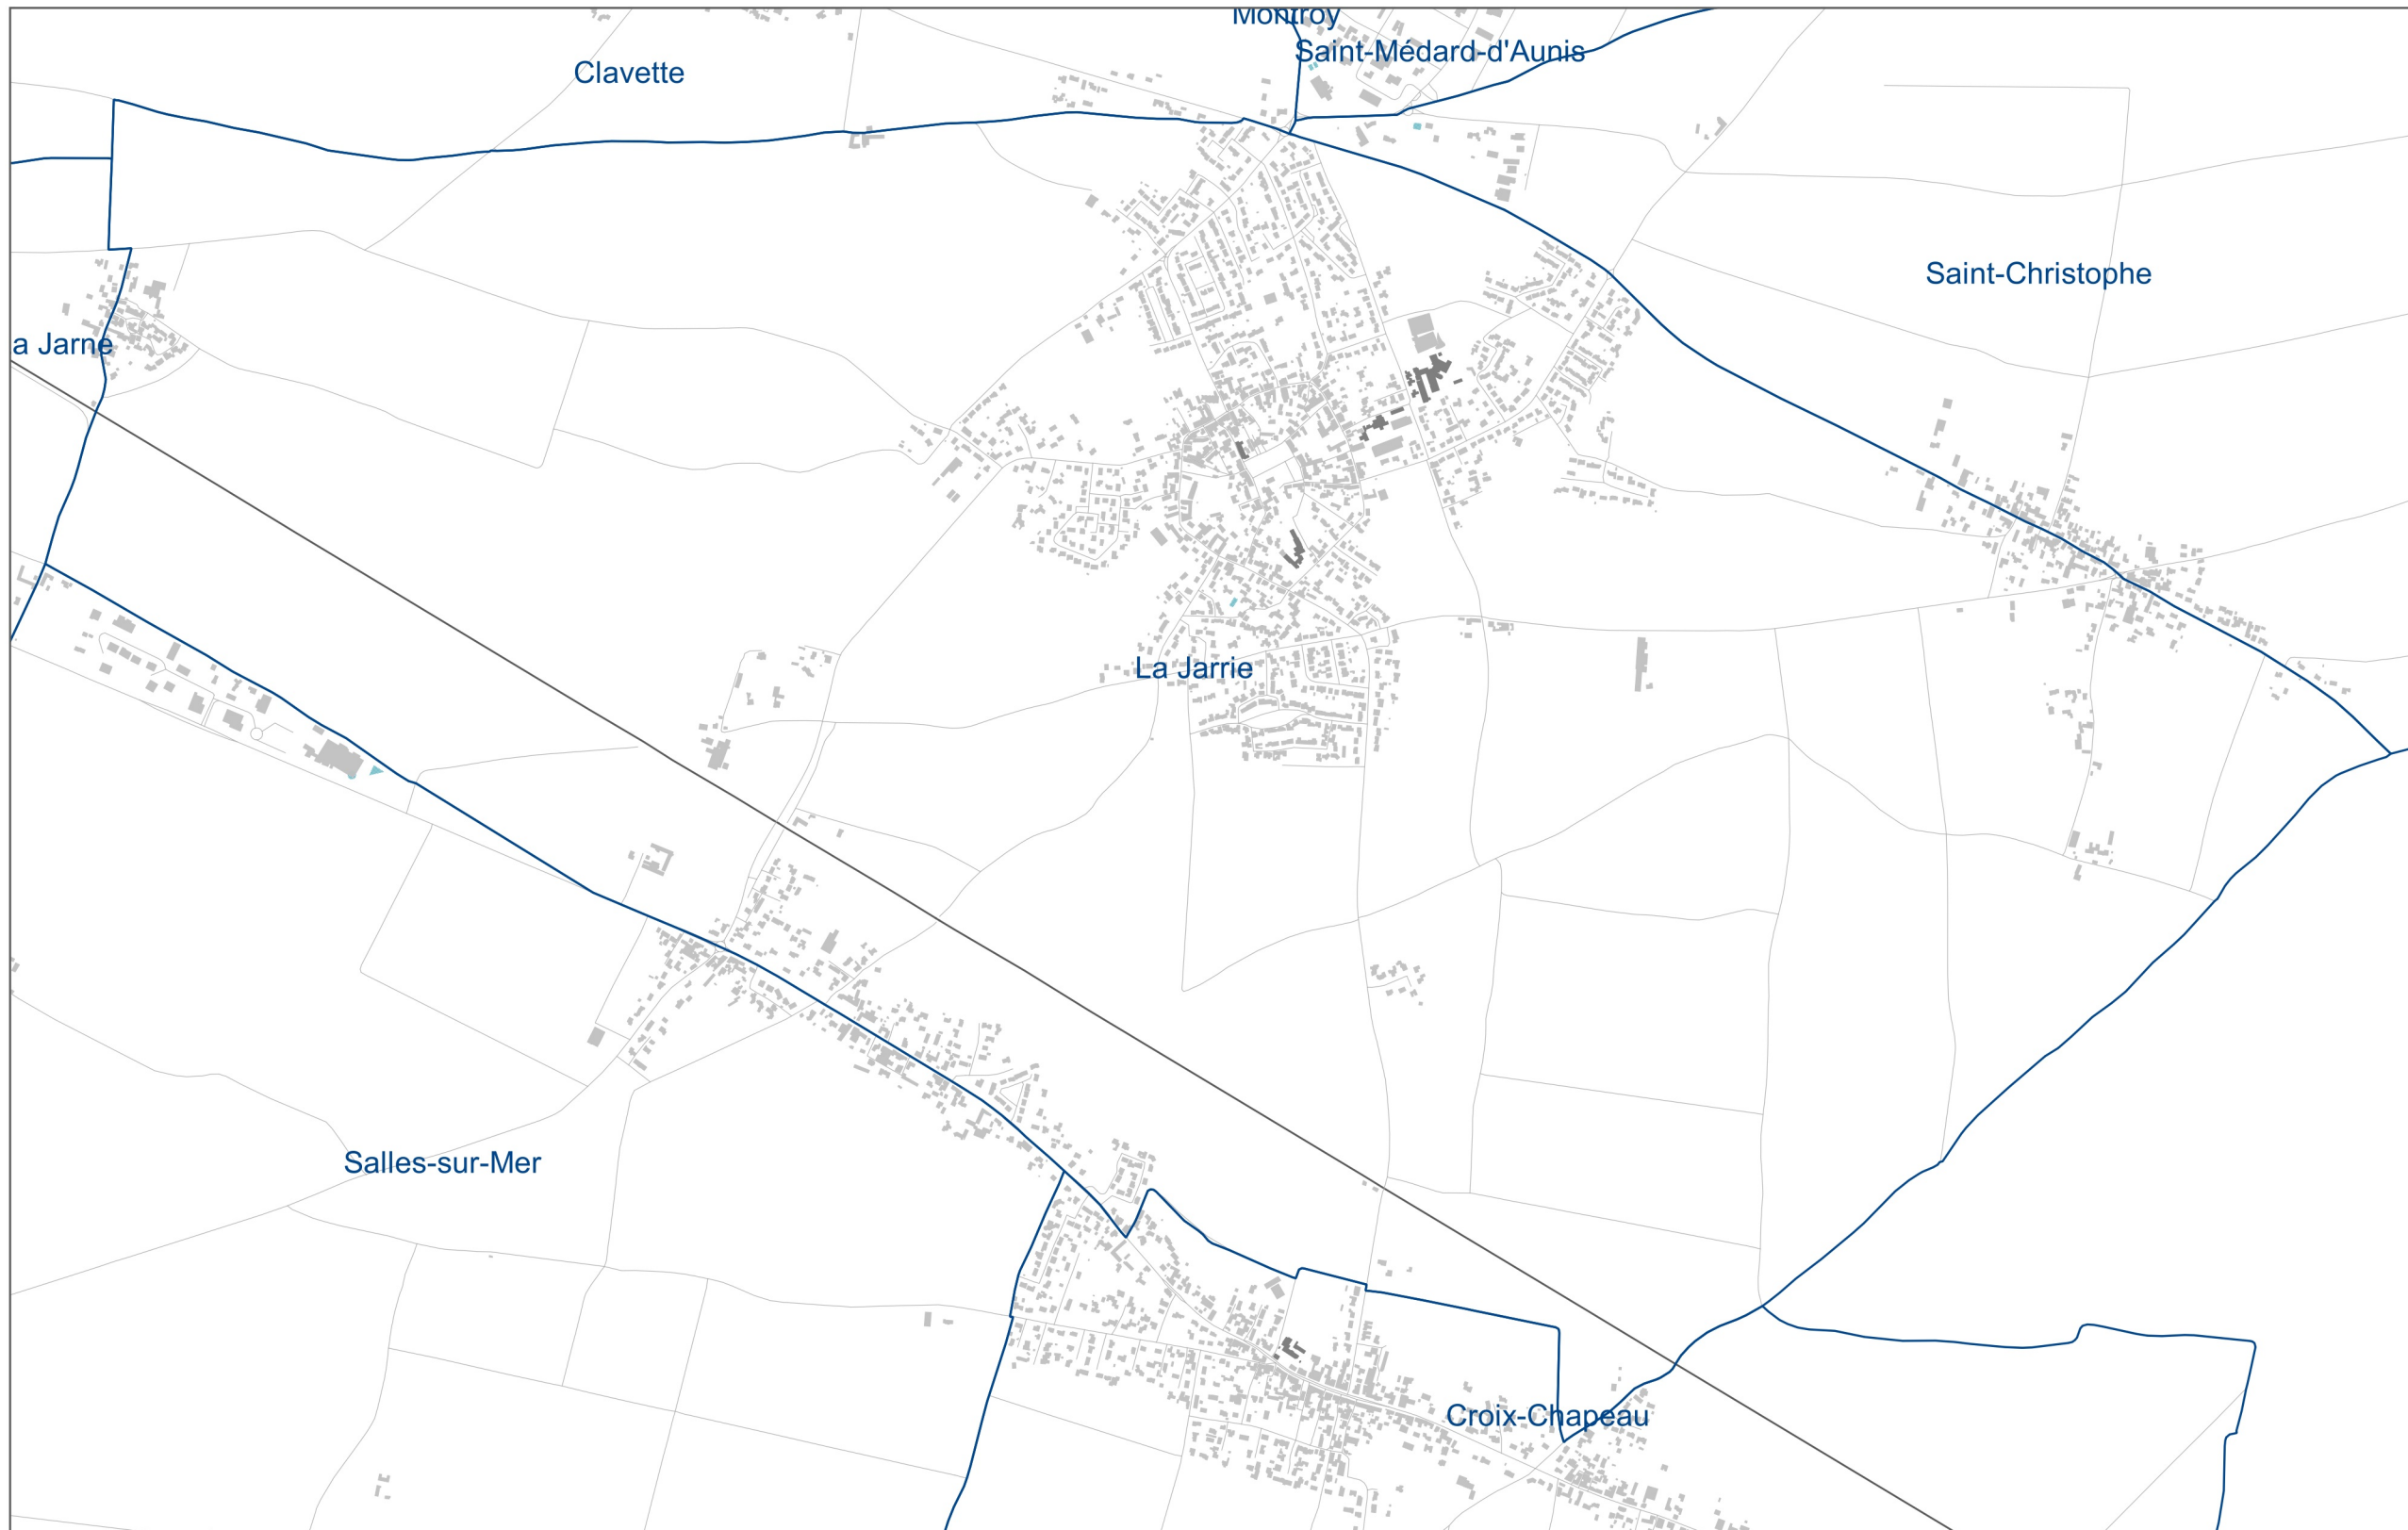 Montroy
Saint-Médard-d'Aunis
Clavette
Saint-Christophe
a Jarne
La Jarrie
Salles-sur-Mer
Croix-Chapeau